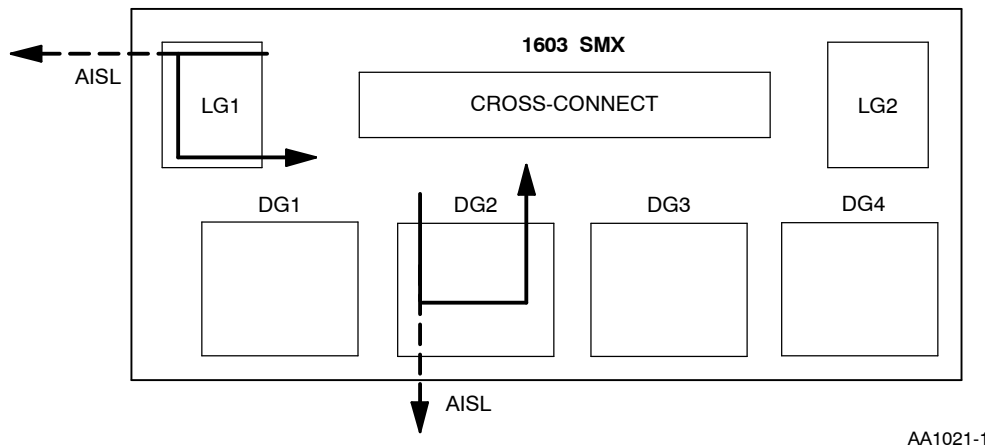 1603 SMX
AISL
LG1
CROSS-CONNECT
LG2
DG1
DG2
DG3
DG4
AISL
AA1021-1